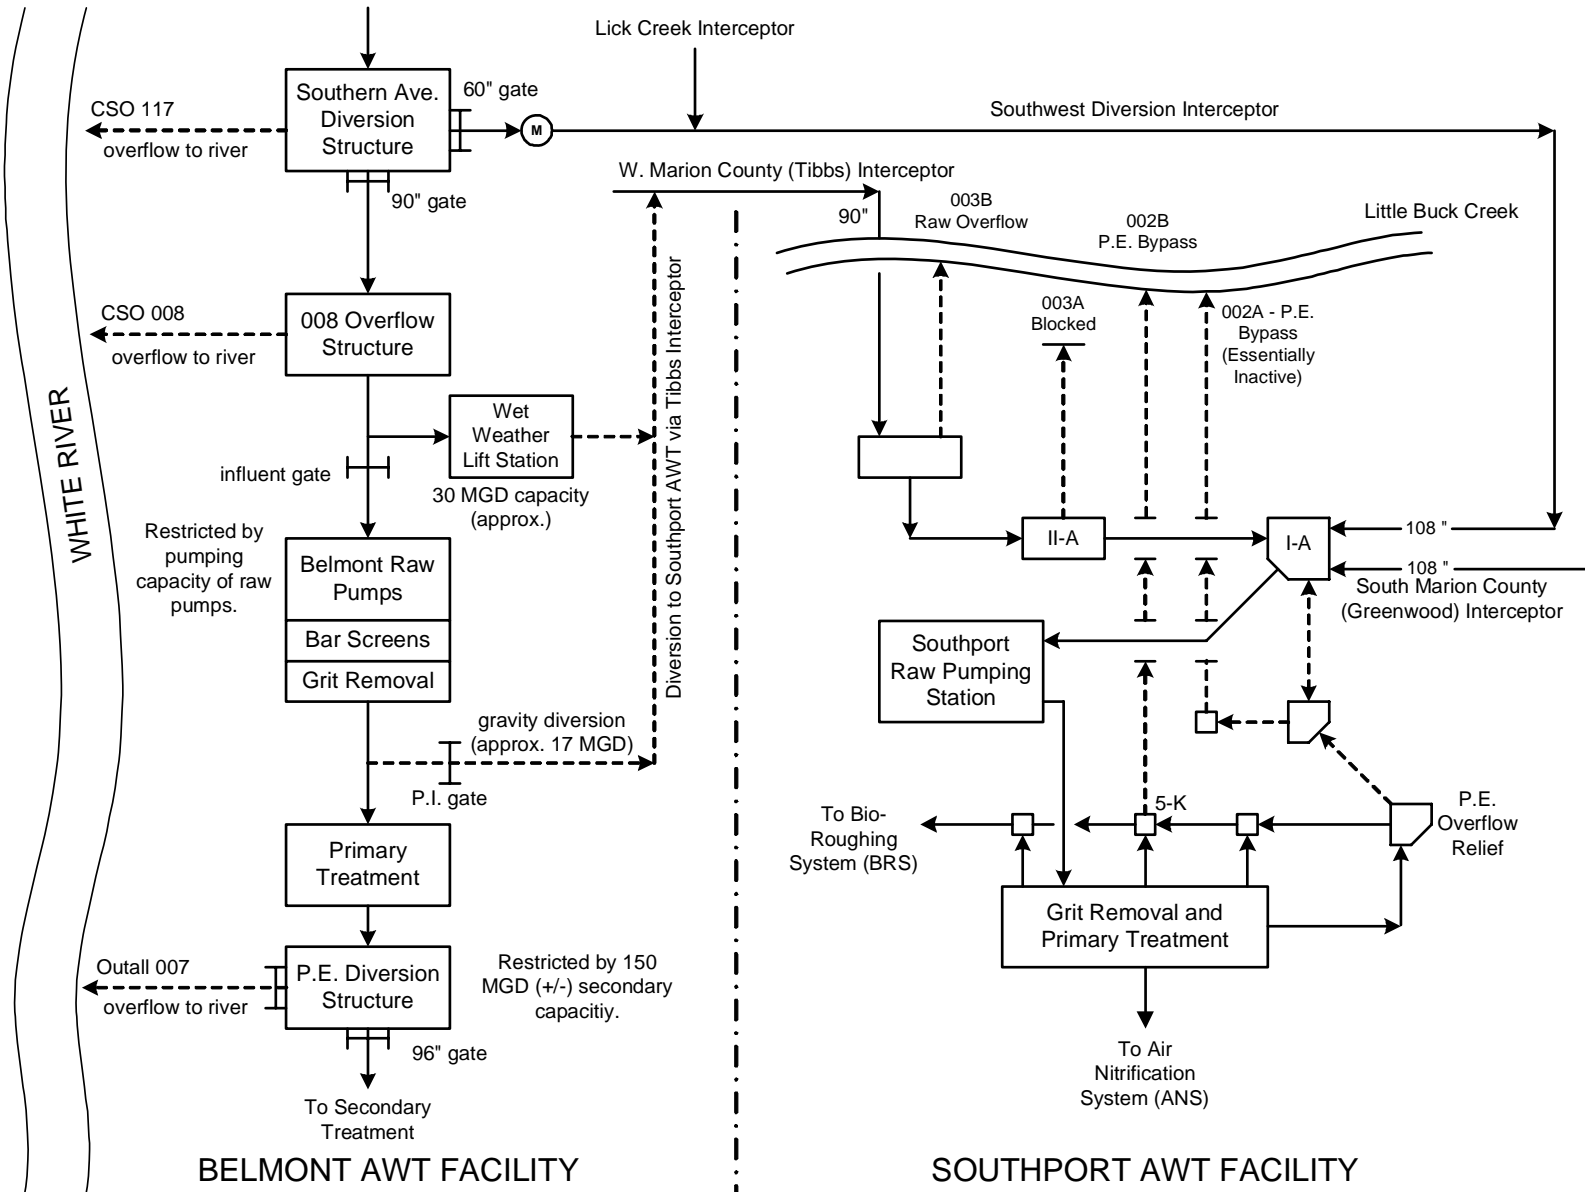 Lick Creek Interceptor
Southern Ave.
Diversion
Structure
60" gate
M
Southwest Diversion Interceptor
CSO 117
overflow to river
90" gate
W. Marion County (Tibbs) Interceptor
90"
003B
Raw Overflow
002B
P.E. Bypass
Little Buck Creek
CSO 008
overflow to river
008 Overflow
Structure
003A
Blocked
002A - P.E.
Bypass
(Essentially
Inactive)
WHITE RIVER
Wet
Weather
Lift Station
30 MGD capacity
(approx.)
influent gate
Diversion to Southport AWT via Tibbs Interceptor
Restricted by
pumping
capacity of raw
pumps.
Belmont Raw
Pumps
Bar Screens
Grit Removal
II-A
I-A
108 "
108 "
South Marion County
(Greenwood) Interceptor
Southport
Raw Pumping
Station
gravity diversion
(approx. 17 MGD)
P.I. gate
To Bio-
Roughing
System (BRS)
5-K
P.E.
Overflow
Relief
Primary
Treatment
Grit Removal and
Primary Treatment
Outall 007
overflow to river
P.E. Diversion
Structure
Restricted by 150
MGD (+/-) secondary
capacitiy.
96" gate
To Secondary
Treatment
To Air
Nitrification
System (ANS)
BELMONT AWT FACILITY
SOUTHPORT AWT FACILITY